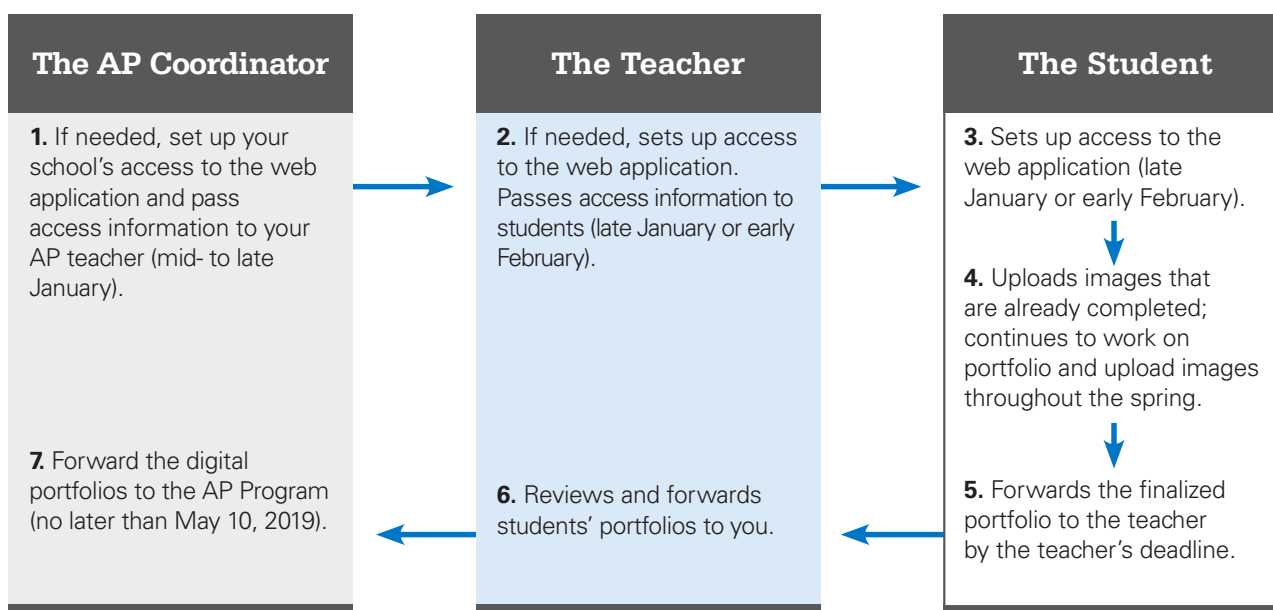 The AP Coordinator
1. If needed, set up your
school's access to the web
application and pass
access information to your
AP teacher (mid- to late
January).
7. Forward the digital
portfolios to the AP Program
(no later than May 10, 2019).
The Teacher
2. If needed, sets up access
to the web application.
Passes access information to
students (late January or early
February).
6. Reviews and forwards
students' portfolios to you.
The Student
3. Sets up access to the
web application (late
January or early February).
4. Uploads images that
are already completed;
continues to work on
portfolio and upload images
throughout the spring.
5. Forwards the finalized
portfolio to the teacher
by the teacher's deadline.